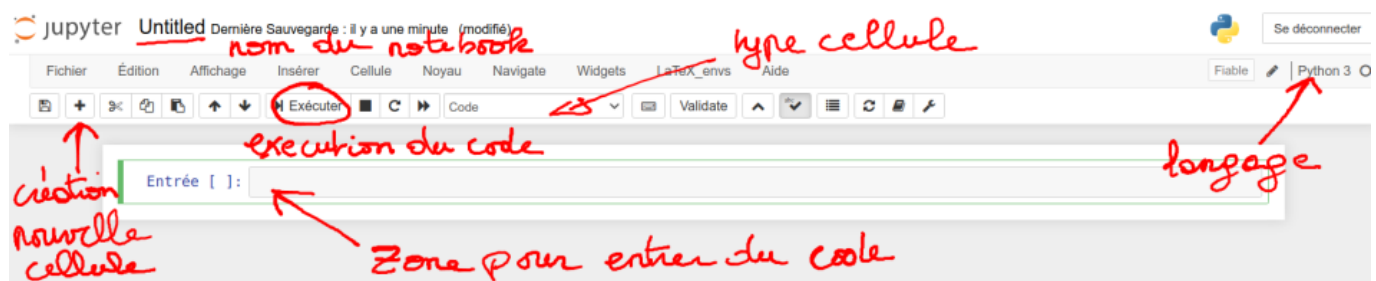 jupyter Untitled Dernière Sauvegarde : il y a une minute (modifié) Se déconnecter
nom du notebook
type cellule
Fichier Édition Affichage Insérer Cellule Noyau Navigate Widgets LaTeX_envs Aide Fiable Python 3
Exécuter Code Validate
execution du code
langage
création
nouvelle
cellule
Entrée [ ]:
Zone pour entrer du code